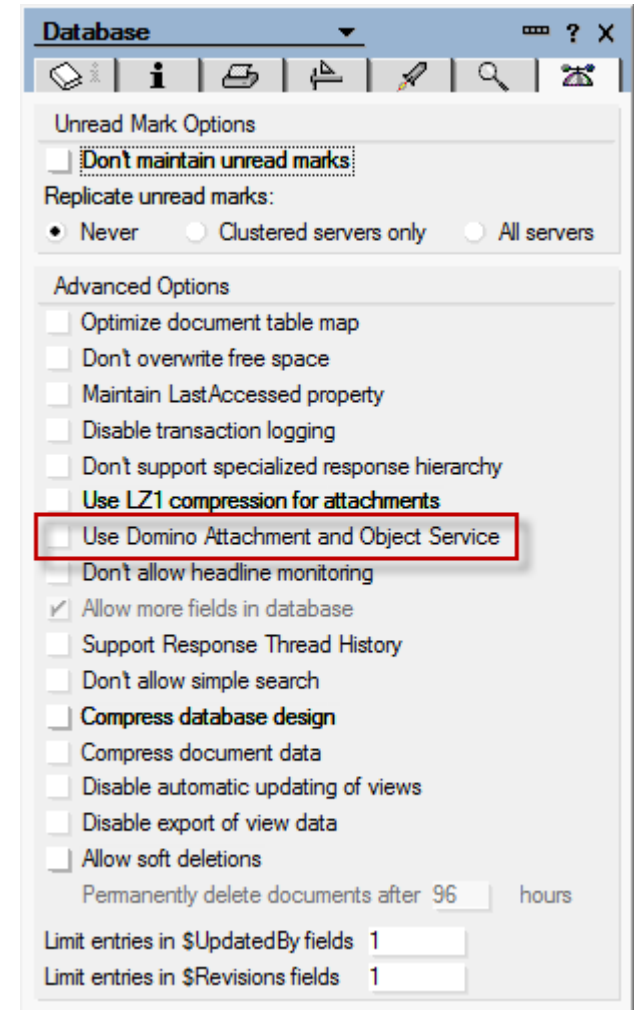 Database ? X
i
Unread Mark Options
Don't maintain unread marks
Replicate unread marks:
Never Clustered servers only All servers
Advanced Options
Optimize document table map
Don't overwrite free space
Maintain LastAccessed property
Disable transaction logging
Don't support specialized response hierarchy
Use LZ1 compression for attachments
Use Domino Attachment and Object Service
Don't allow headline monitoring
Allow more fields in database
Support Response Thread History
Don't allow simple search
Compress database design
Compress document data
Disable automatic updating of views
Disable export of view data
Allow soft deletions
Permanently delete documents after 96 hours
Limit entries in $UpdatedBy fields 1
Limit entries in $Revisions fields 1